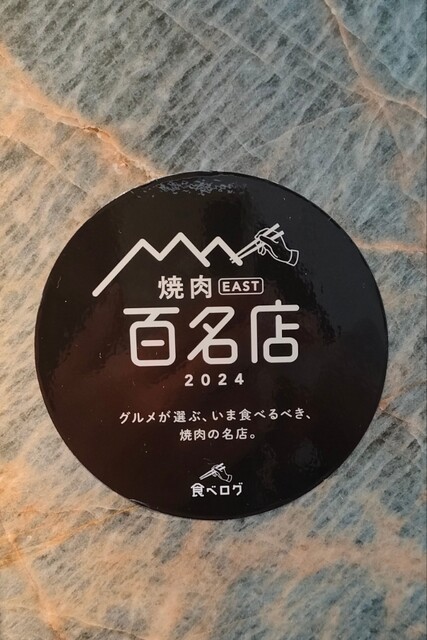 焼肉 EAST
百名店
2024
グルメが選ぶ、いま食べるべき、
焼肉の名店。
食べログ